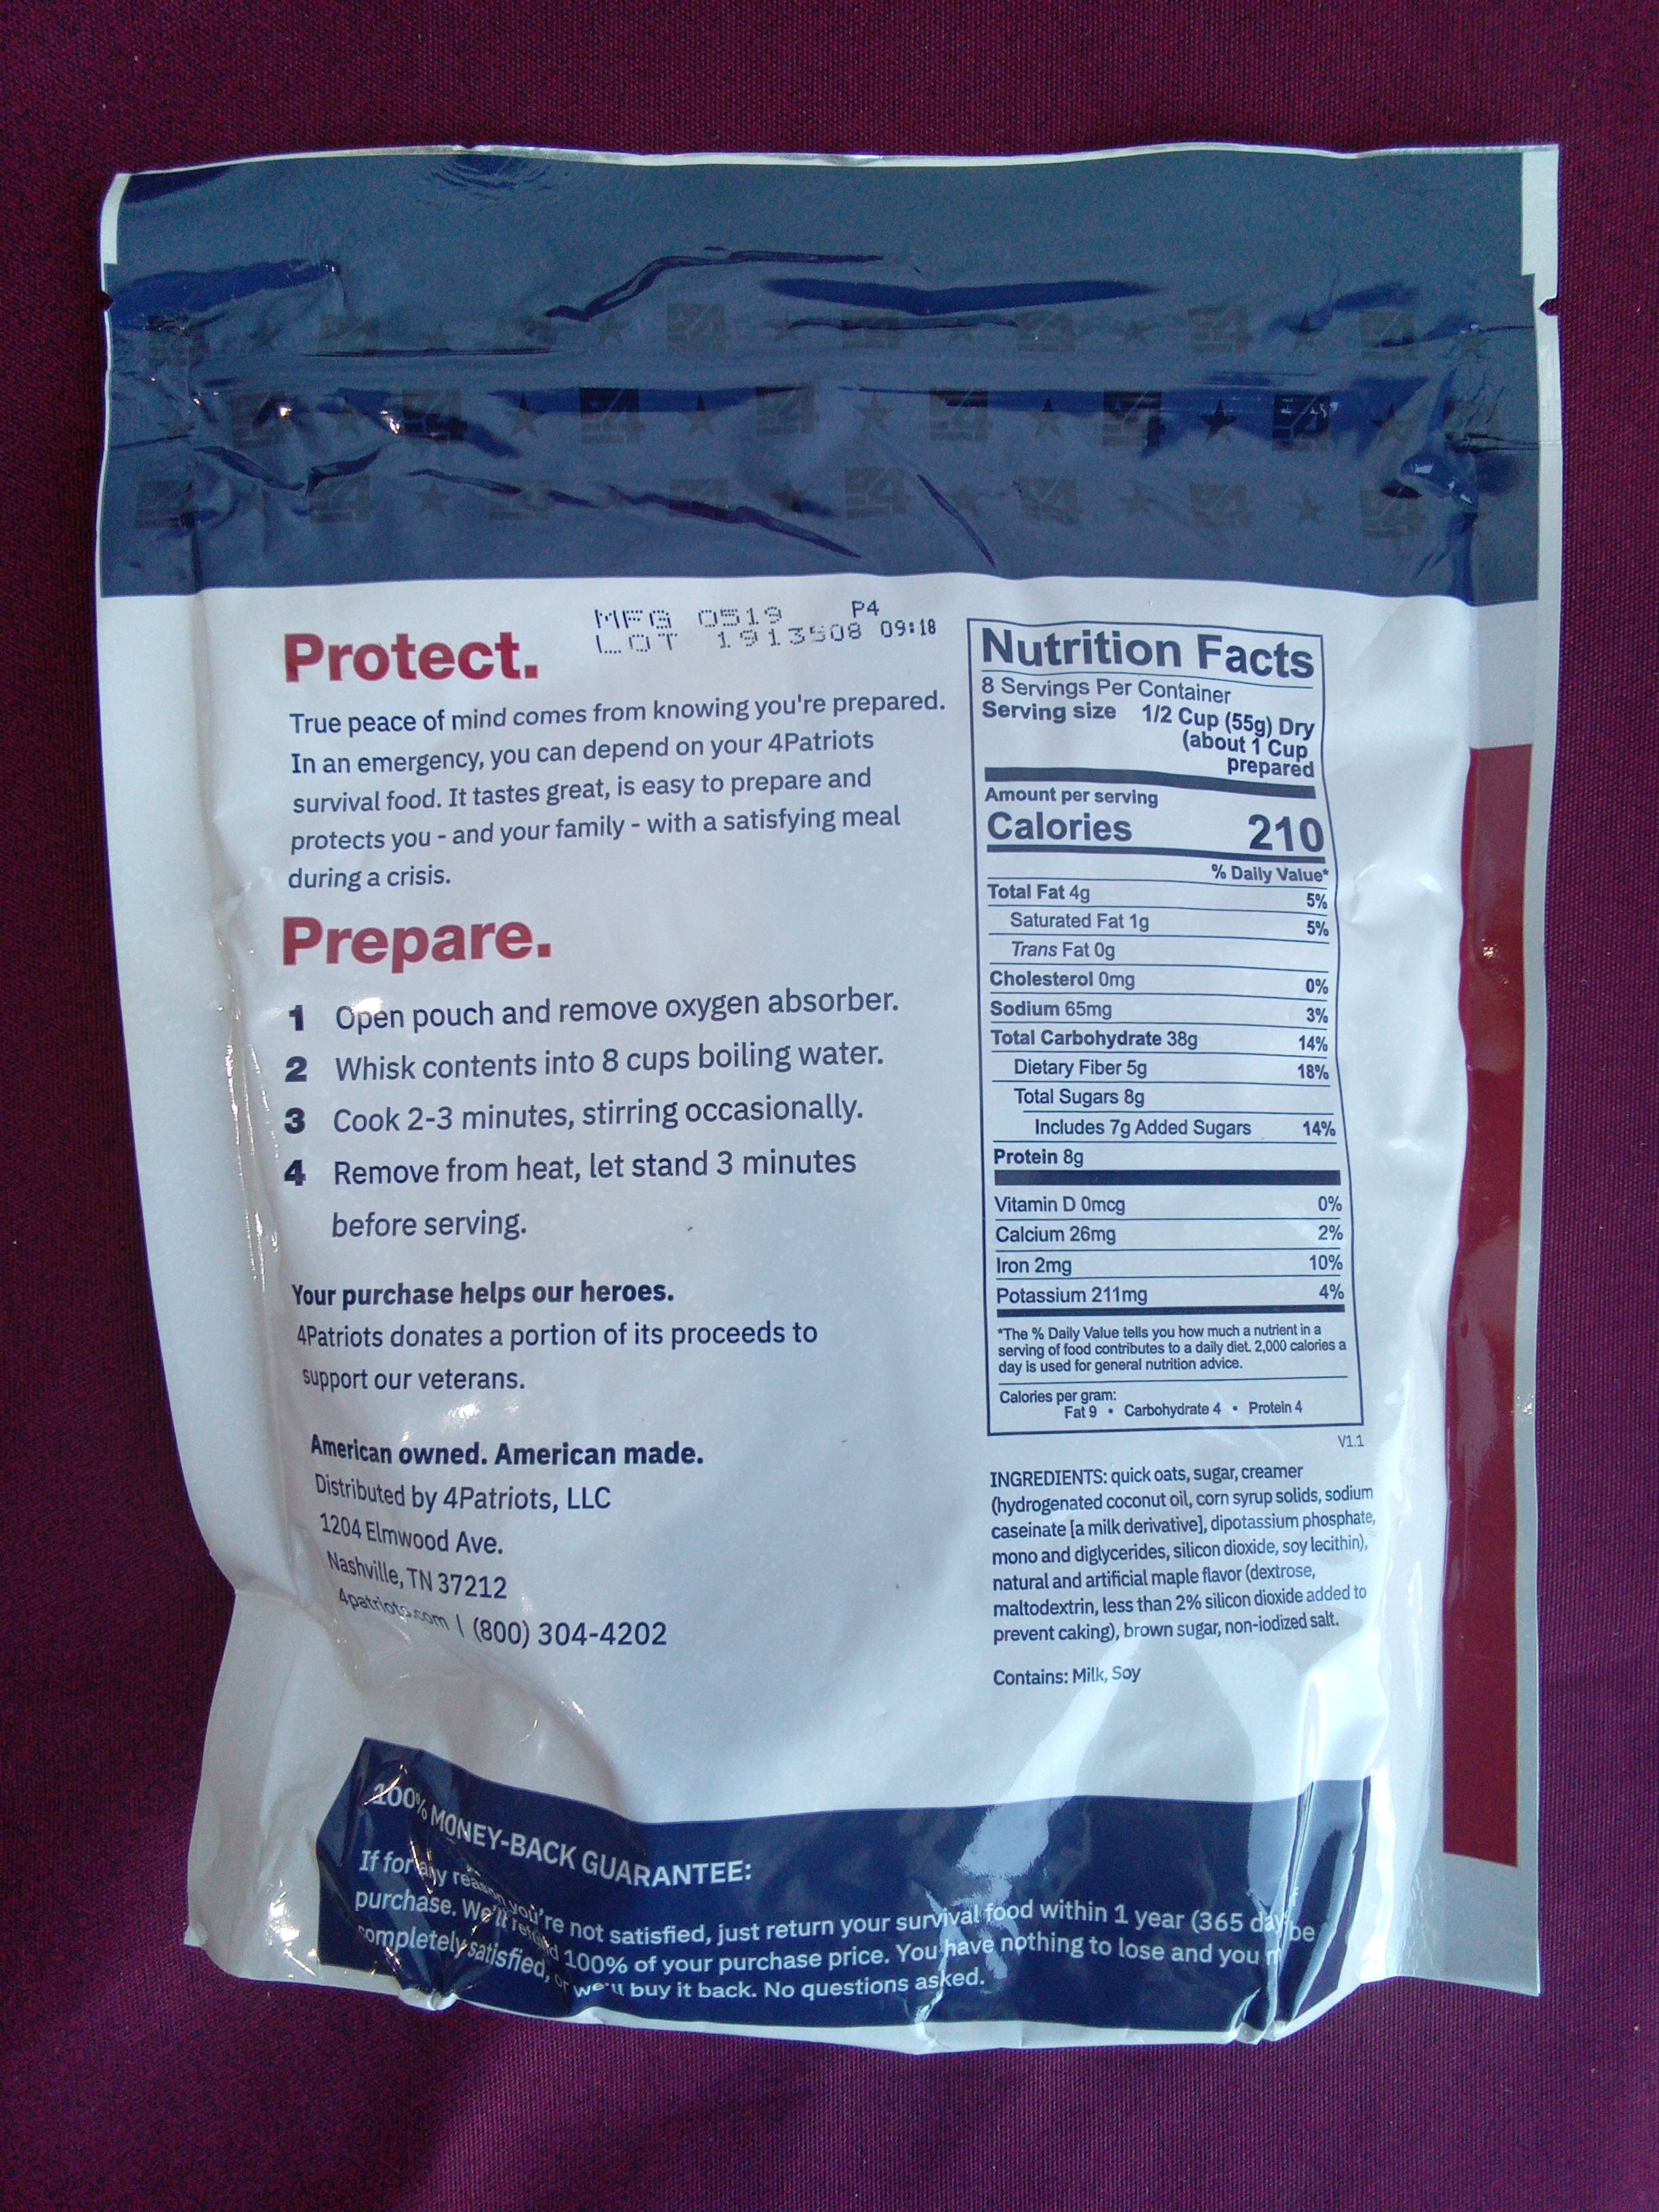 MFG 0519 P4
LOT 1913508 09:18
Protect.
True peace of mind comes from knowing you're prepared.
In an emergency, you can depend on your 4Patriots
survival food. It tastes great, is easy to prepare and
protects you - and your family - with a satisfying meal
during a crisis.
Prepare.
1 Open pouch and remove oxygen absorber.
2 Whisk contents into 8 cups boiling water.
3 Cook 2-3 minutes, stirring occasionally.
4 Remove from heat, let stand 3 minutes
before serving.
Your purchase helps our heroes.
4Patriots donates a portion of its proceeds to
support our veterans.
American owned. American made.
Distributed by 4Patriots, LLC
1204 Elmwood Ave.
Nashville, TN 37212
4patriots.com | (800) 304-4202
Nutrition Facts
8 Servings Per Container
Serving size 1/2 Cup (55g) Dry
(about 1 Cup
prepared
Amount per serving
Calories 210
% Daily Value*
Total Fat 4g 5%
Saturated Fat 1g 5%
Trans Fat 0g
Cholesterol 0mg 0%
Sodium 65mg 3%
Total Carbohydrate 38g 14%
Dietary Fiber 5g 18%
Total Sugars 8g
Includes 7g Added Sugars 14%
Protein 8g
Vitamin D 0mcg 0%
Calcium 26mg 2%
Iron 2mg 10%
Potassium 211mg 4%
*The % Daily Value tells you how much a nutrient in a
serving of food contributes to a daily diet. 2,000 calories a
day is used for general nutrition advice.
Calories per gram:
Fat 9 • Carbohydrate 4 • Protein 4
V1.1
INGREDIENTS: quick oats, sugar, creamer
(hydrogenated coconut oil, corn syrup solids, sodium
caseinate [a milk derivative], dipotassium phosphate,
mono and diglycerides, silicon dioxide, soy lecithin),
natural and artificial maple flavor (dextrose,
maltodextrin, less than 2% silicon dioxide added to
prevent caking), brown sugar, non-iodized salt.
Contains: Milk, Soy
100% MONEY-BACK GUARANTEE:
If for any reason you're not satisfied, just return your survival food within 1 year (365 day
purchase. We'll refund 100% of your purchase price. You have nothing to lose and you m be
completely satisfied, or we'll buy it back. No questions asked.